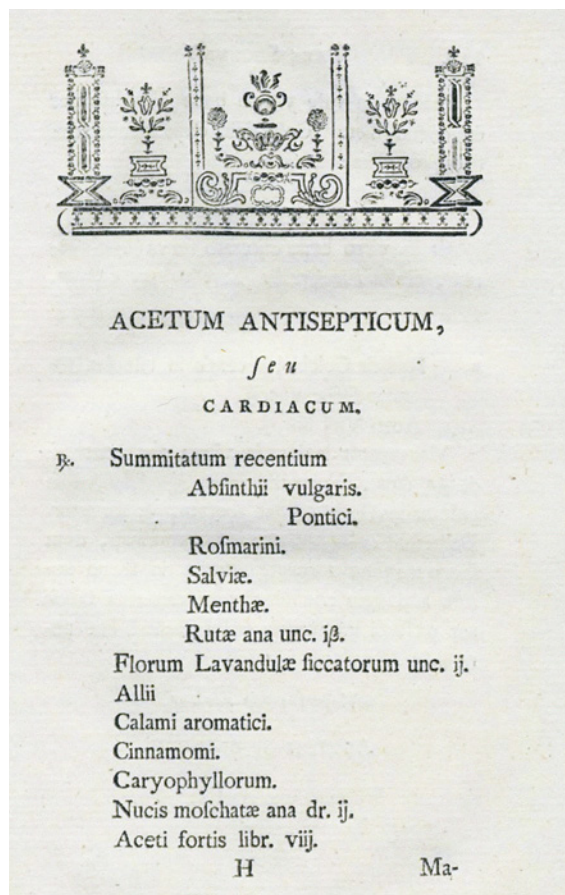 ACETUM ANTISEPTICUM,
ſeu
CARDIACUM.
℞. Summitatum recentium
Abſinthii vulgaris.
Pontici.
Roſmarini.
Salviæ.
Menthæ.
Rutæ ana unc. iß.
Florum Lavandulæ ſiccatorum unc. ij.
Allii
Calami aromatici.
Cinnamomi.
Caryophyllorum.
Nucis moſchatæ ana dr. ij.
Aceti fortis libr. viij.
H Ma-